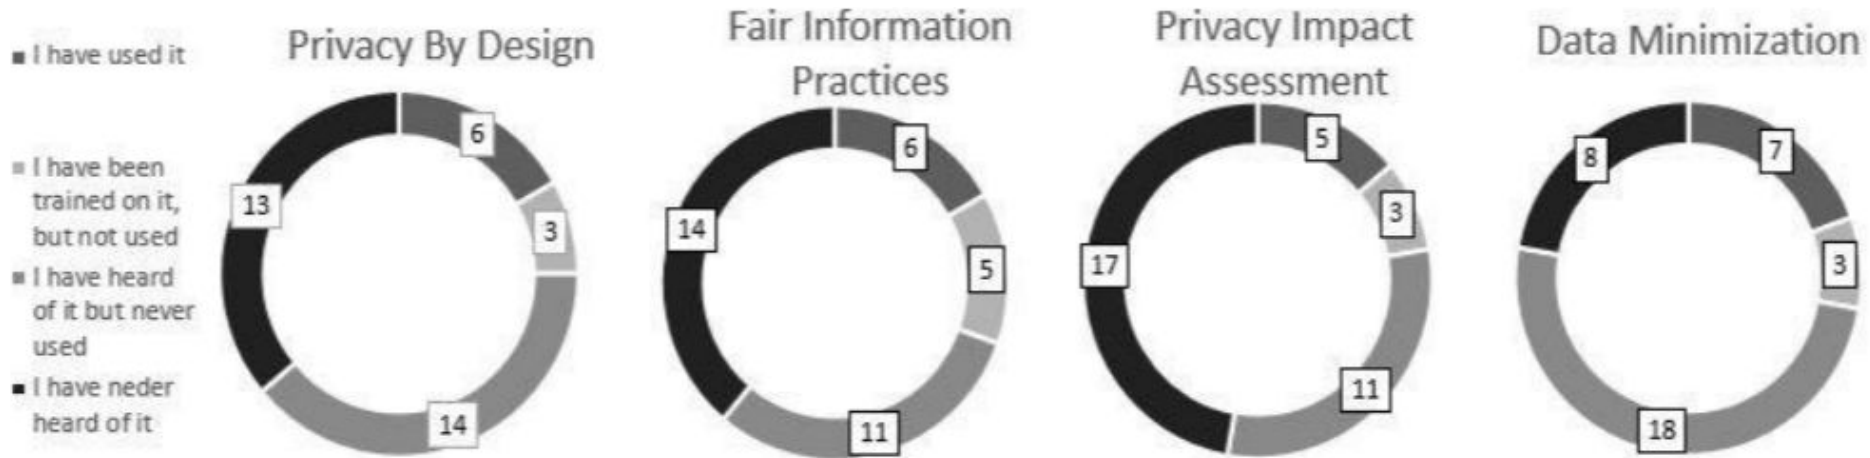 I have used it
I have been
trained on it,
but not used
I have heard
of it but never
used
I have neder
heard of it
Privacy By Design
6
3
14
13
Fair Information
Practices
6
5
11
14
Privacy Impact
Assessment
5
3
11
17
Data Minimization
7
3
18
8